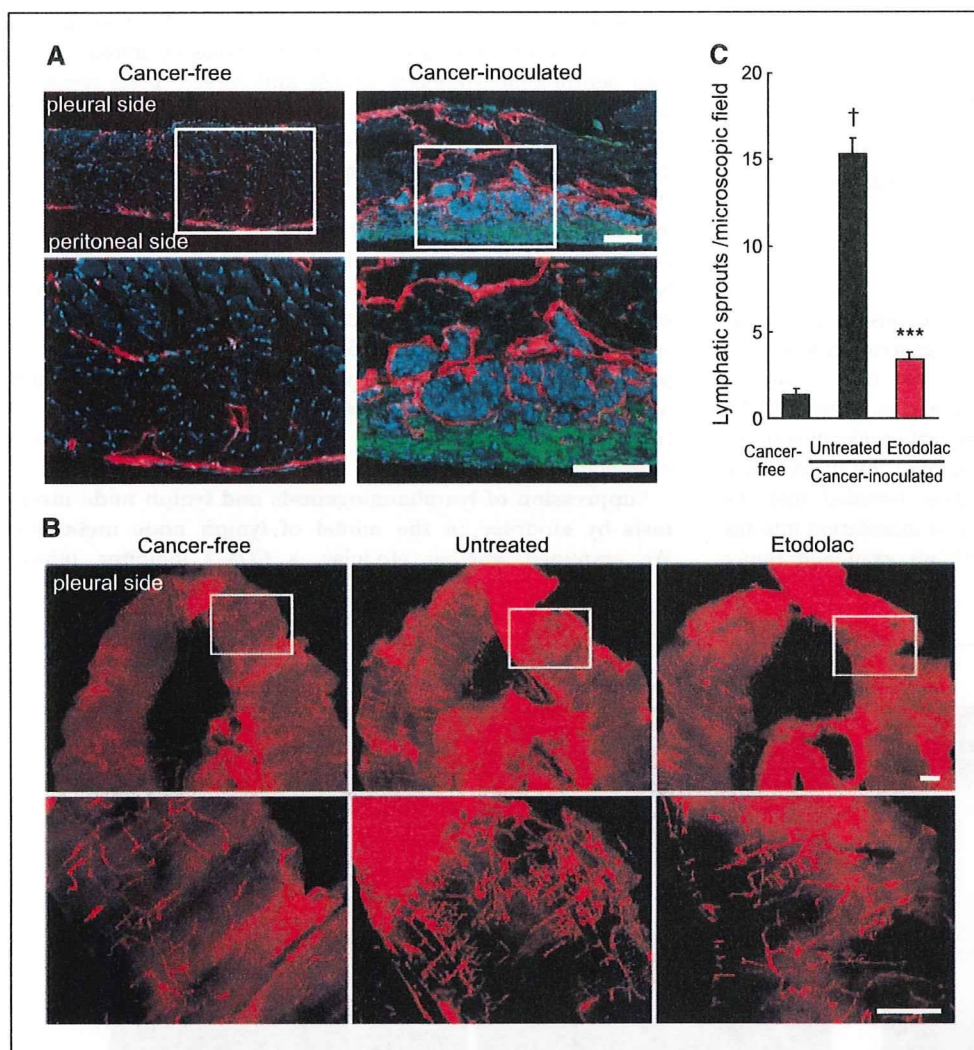 A
Cancer-free
Cancer-inoculated
pleural side
peritoneal side
C
Lymphatic sprouts /microscopic field
20
15
10
5
0
†
***
Cancer-
free
Untreated Etodolac
Cancer-inoculated
B
Cancer-free
Untreated
Etodolac
pleural side